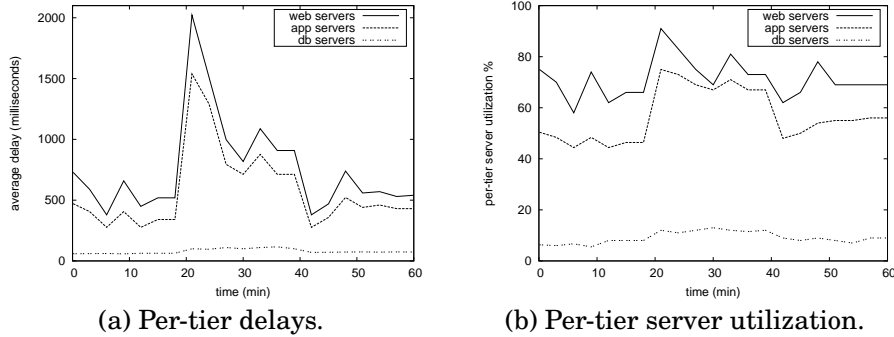 2000
1500
1000
500
0
average delay (milliseconds)
web servers
app servers
db servers
0 10 20 30 40 50 60
time (min)
(a) Per-tier delays.
100
80
60
40
20
0
per-tier server utilization %
web servers
app servers
db servers
0 10 20 30 40 50 60
time (min)
(b) Per-tier server utilization.